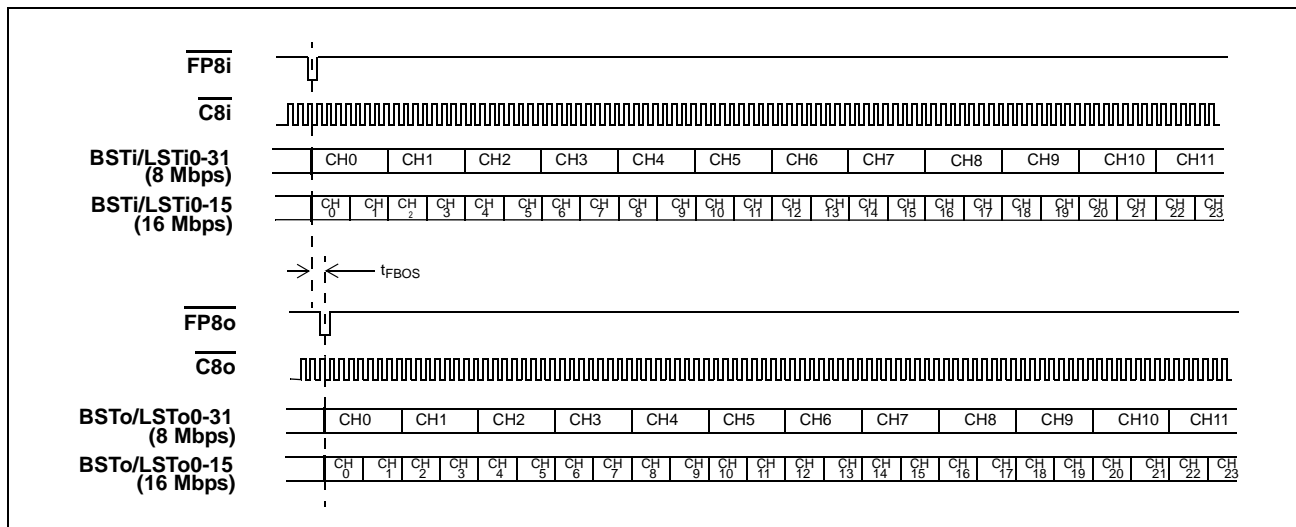 FP8i
C8i
BSTi/LSTi0-31
(8 Mbps)
CH0 CH1 CH2 CH3 CH4 CH5 CH6 CH7 CH8 CH9 CH10 CH11
BSTi/LSTi0-15
(16 Mbps)
CH 0 CH 1 CH 2 CH 3 CH 4 CH 5 CH 6 CH 7 CH 8 CH 9 CH 10 CH 11 CH 12 CH 13 CH 14 CH 15 CH 16 CH 17 CH 18 CH 19 CH 20 CH 21 CH 22 CH 23
tFBOS
FP8o
C8o
BSTo/LSTo0-31
(8 Mbps)
CH0 CH1 CH2 CH3 CH4 CH5 CH6 CH7 CH8 CH9 CH10 CH11
BSTo/LSTo0-15
(16 Mbps)
CH 0 CH 1 CH 2 CH 3 CH 4 CH 5 CH 6 CH 7 CH 8 CH 9 CH 10 CH 11 CH 12 CH 13 CH 14 CH 15 CH 16 CH 17 CH 18 CH 19 CH 20 CH 21 CH 22 CH 23